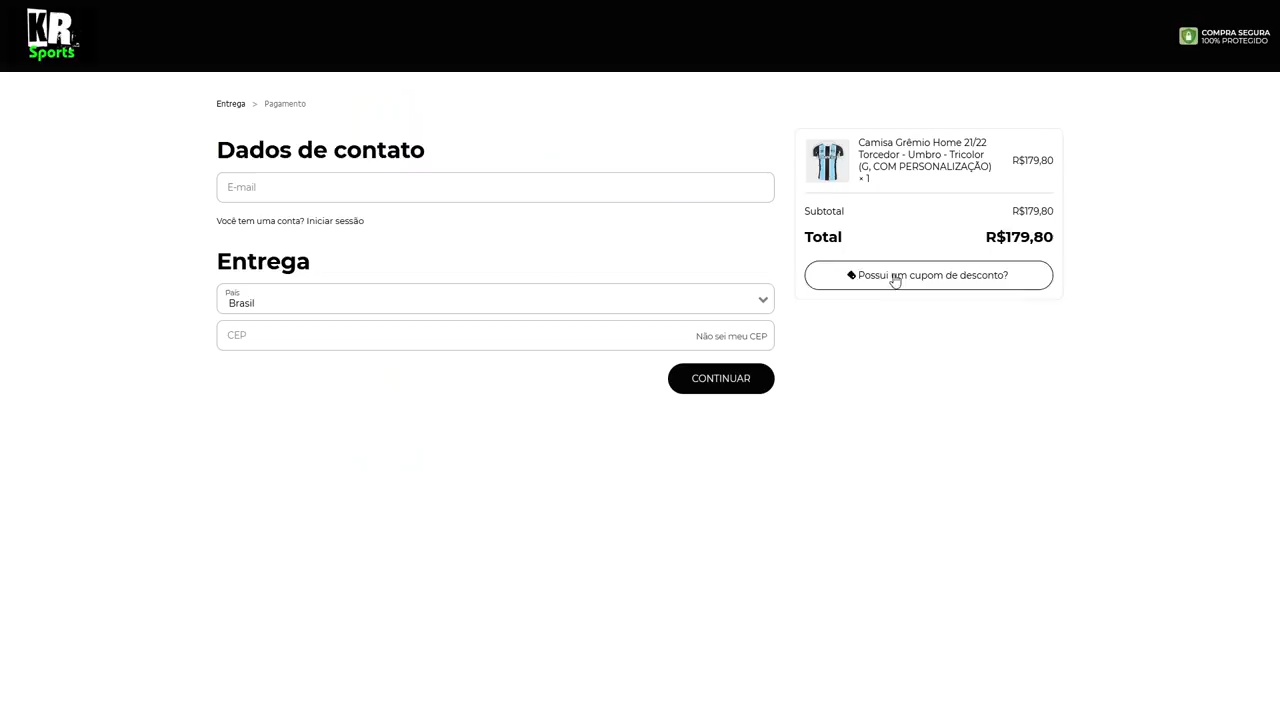 KR
Sports
COMPRA SEGURA
100% PROTEGIDO
Entrega > Pagamento
Dados de contato
E-mail
Você tem uma conta? Iniciar sessão
Entrega
País
Brasil
CEP
Não sei meu CEP
CONTINUAR
Camisa Grêmio Home 21/22
Torcedor - Umbro - Tricolor
(G, COM PERSONALIZAÇÃO)
× 1
R$179,80
Subtotal R$179,80
Total R$179,80
Possui um cupom de desconto?